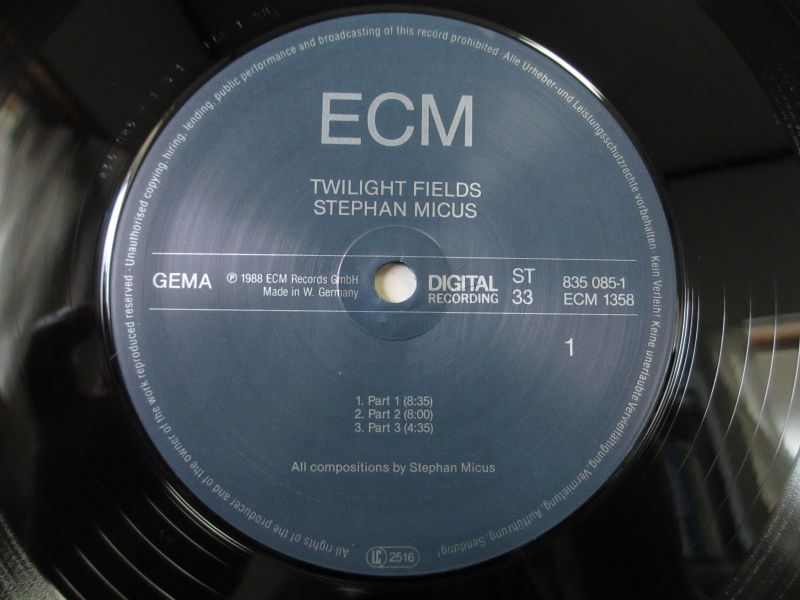 ECM
TWILIGHT FIELDS
STEPHAN MICUS
GEMA
℗ 1988 ECM Records GmbH
Made in W. Germany
DIGITAL
RECORDING
ST
33
835 085-1
ECM 1358
1
1. Part 1 (8:35)
2. Part 2 (8:00)
3. Part 3 (4:35)
All compositions by Stephan Micus
LC 2516
All rights of the producer and of the owner of the work reproduced reserved · Unauthorised copying, hiring, lending, public performance and broadcasting of this record prohibited · Alle Urheber- und Leistungsschutzrechte vorbehalten · Kein Verleih! Keine unerlaubte Vervielfältigung, Vermietung, Aufführung, Sendung!